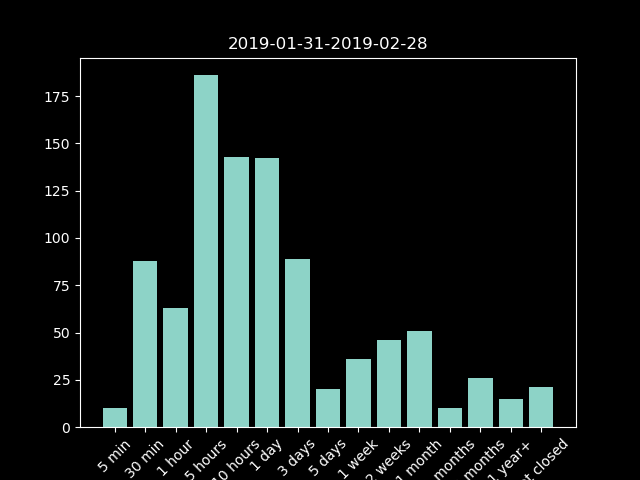 2019-01-31-2019-02-28
175
150
125
100
75
50
25
0
5 min
30 min
1 hour
5 hours
10 hours
1 day
3 days
5 days
1 week
2 weeks
1 month
months
months
1 year+
closed